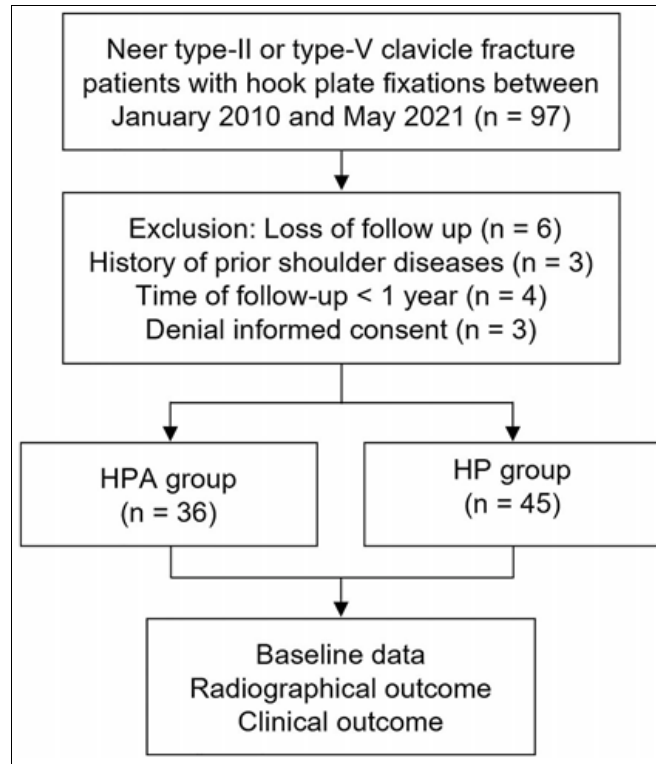 Neer type-II or type-V clavicle fracture
patients with hook plate fixations between
January 2010 and May 2021 (n = 97)
Exclusion: Loss of follow up (n = 6)
History of prior shoulder diseases (n = 3)
Time of follow-up < 1 year (n = 4)
Denial informed consent (n = 3)
HPA group
(n = 36)
HP group
(n = 45)
Baseline data
Radiographical outcome
Clinical outcome